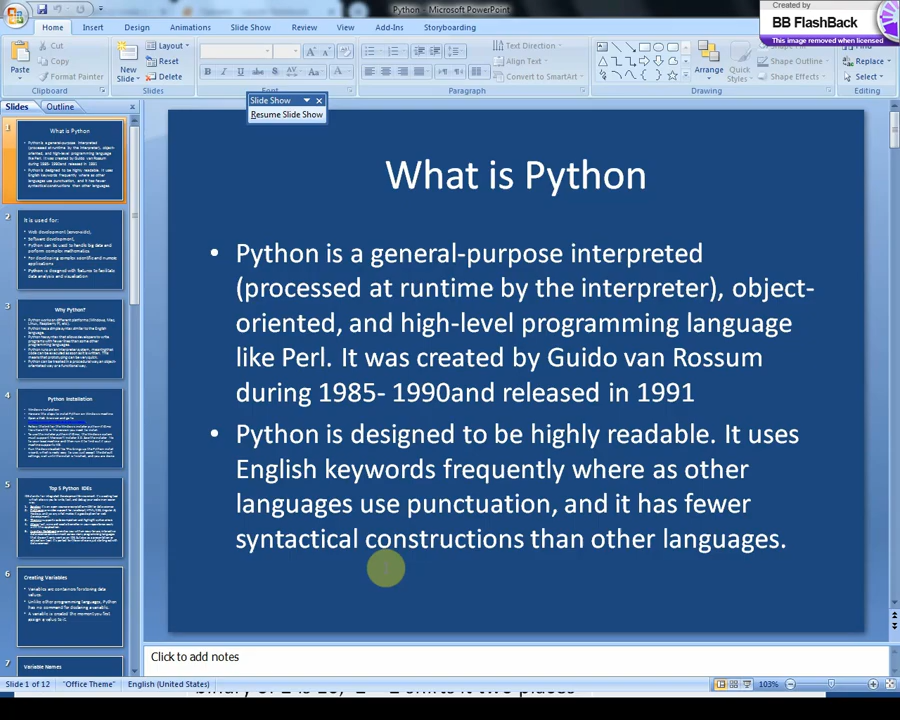 Python - Microsoft PowerPoint
Created by
BB FlashBack
This image removed when licensed
Home
Insert
Design
Animations
Slide Show
Review
View
Add-Ins
Storyboarding
Paste
Cut
Copy
Format Painter
Clipboard
New
Slide
Layout
Reset
Delete
Slides
Font
Text Direction
Align Text
Convert to SmartArt
Paragraph
Arrange
Quick
Styles
Shape Outline
Replace
Select
Editing
Slide Show
Resume Slide Show
Slides
Outline
1
What is Python
2
It is used for:
3
Why Python?
4
Python Installation
5
Top 5 Python IDEs
6
Creating Variables
7
Variable Names
What is Python
• Python is a general-purpose interpreted
(processed at runtime by the interpreter), object-
oriented, and high-level programming language
like Perl. It was created by Guido van Rossum
during 1985- 1990and released in 1991
• Python is designed to be highly readable. It uses
English keywords frequently where as other
languages use punctuation, and it has fewer
syntactical constructions than other languages.
Click to add notes
Slide 1 of 12
"Office Theme"
English (United States)
103%